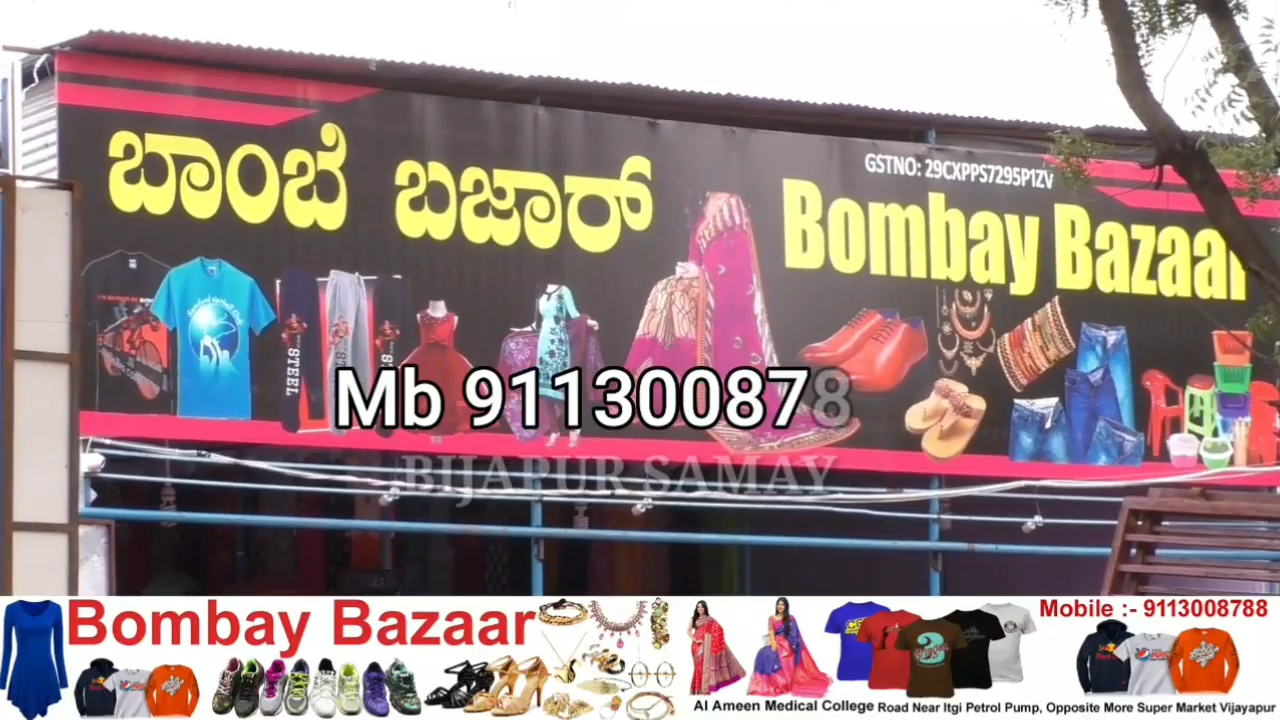 ಬಾಂಬೆ ಬಜಾರ್
GSTNO: 29CXPPS7295P1ZV
Bombay Bazaar
STEEL
Mb 911300878
BIJAPUR SAMAY
Bombay Bazaar
Mobile :- 9113008788
Al Ameen Medical College Road Near Itgi Petrol Pump, Opposite More Super Market Vijayapur